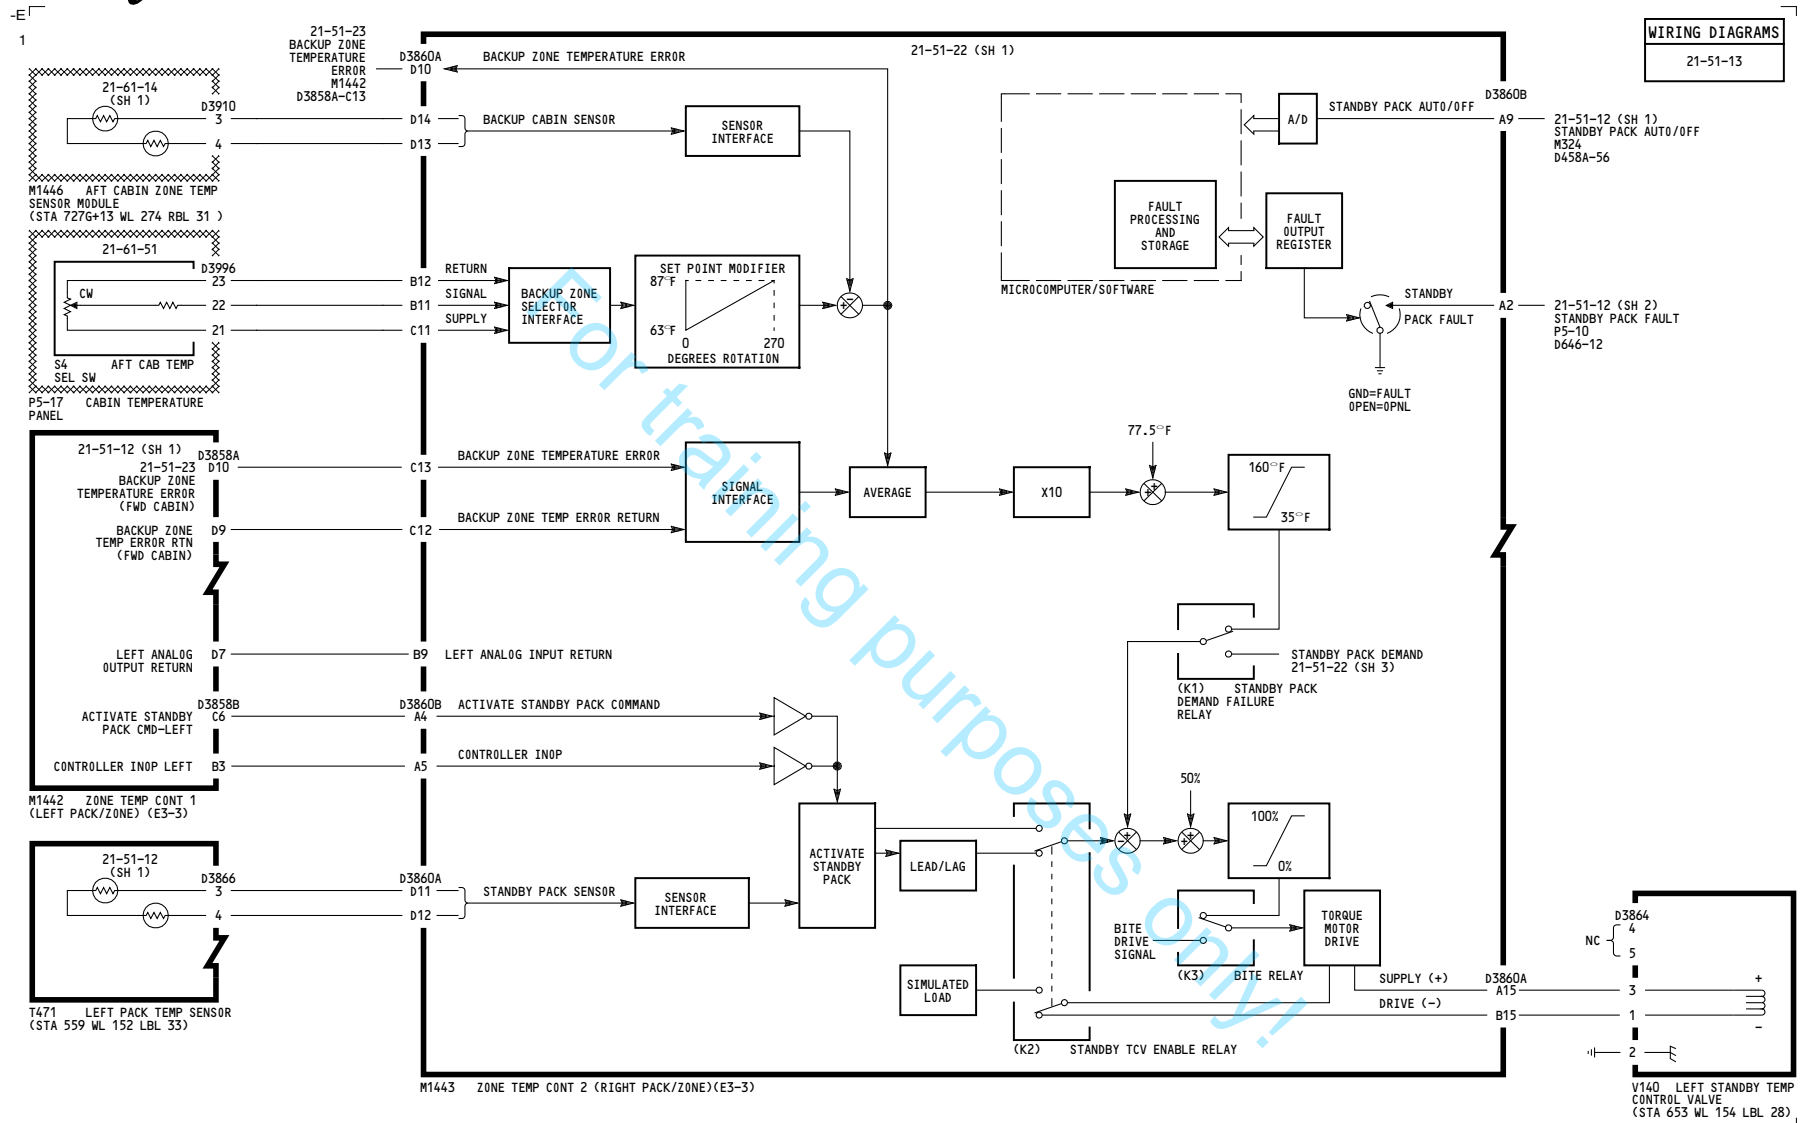 -E
1
21-51-23
BACKUP ZONE
TEMPERATURE
ERROR
M1442
D3858A-C13
D3860A
D10
BACKUP ZONE TEMPERATURE ERROR
21-51-22 (SH 1)
WIRING DIAGRAMS
21-51-13
21-61-14
(SH 1)
D3910
3
4
D14
D13
BACKUP CABIN SENSOR
SENSOR
INTERFACE
M1446 AFT CABIN ZONE TEMP
SENSOR MODULE
(STA 727G+13 WL 274 RBL 31 )
A/D
STANDBY PACK AUTO/OFF
D3860B
A9
21-51-12 (SH 1)
STANDBY PACK AUTO/OFF
M324
D458A-56
FAULT
PROCESSING
AND
STORAGE
FAULT
OUTPUT
REGISTER
MICROCOMPUTER/SOFTWARE
STANDBY
PACK FAULT
A2
21-51-12 (SH 2)
STANDBY PACK FAULT
P5-10
D646-12
GND=FAULT
OPEN=OPNL
21-61-51
D3996
CW
23
22
21
S4 AFT CAB TEMP
SEL SW
P5-17 CABIN TEMPERATURE
PANEL
B12
B11
C11
RETURN
SIGNAL
SUPPLY
BACKUP ZONE
SELECTOR
INTERFACE
SET POINT MODIFIER
87°F
63°F
0 270
DEGREES ROTATION
+ −
21-51-12 (SH 1)
D3858A
21-51-23 D10
BACKUP ZONE
TEMPERATURE ERROR
(FWD CABIN)
BACKUP ZONE D9
TEMP ERROR RTN
(FWD CABIN)
C13
BACKUP ZONE TEMPERATURE ERROR
C12
BACKUP ZONE TEMP ERROR RETURN
SIGNAL
INTERFACE
AVERAGE
X10
77.5°F
+ +
160°F
35°F
LEFT ANALOG D7
OUTPUT RETURN
B9 LEFT ANALOG INPUT RETURN
D3858B
ACTIVATE STANDBY C6
PACK CMD-LEFT
D3860B
A4
ACTIVATE STANDBY PACK COMMAND
CONTROLLER INOP LEFT B3
A5
CONTROLLER INOP
M1442 ZONE TEMP CONT 1
(LEFT PACK/ZONE) (E3-3)
STANDBY PACK DEMAND
21-51-22 (SH 3)
(K1) STANDBY PACK
DEMAND FAILURE
RELAY
ACTIVATE
STANDBY
PACK
LEAD/LAG
50%
− +
+ +
100%
0%
21-51-12
(SH 1)
D3866
3
4
D3860A
D11
D12
STANDBY PACK SENSOR
SENSOR
INTERFACE
T471 LEFT PACK TEMP SENSOR
(STA 559 WL 152 LBL 33)
SIMULATED
LOAD
BITE
DRIVE
SIGNAL
(K3) BITE RELAY
TORQUE
MOTOR
DRIVE
SUPPLY (+)
DRIVE (−)
D3860A
A15
B15
(K2) STANDBY TCV ENABLE RELAY
M1443 ZONE TEMP CONT 2 (RIGHT PACK/ZONE)(E3-3)
D3864
NC
4
5
3
1
2
+
−
V140 LEFT STANDBY TEMP
CONTROL VALVE
(STA 653 WL 154 LBL 28)
For training purposes only!